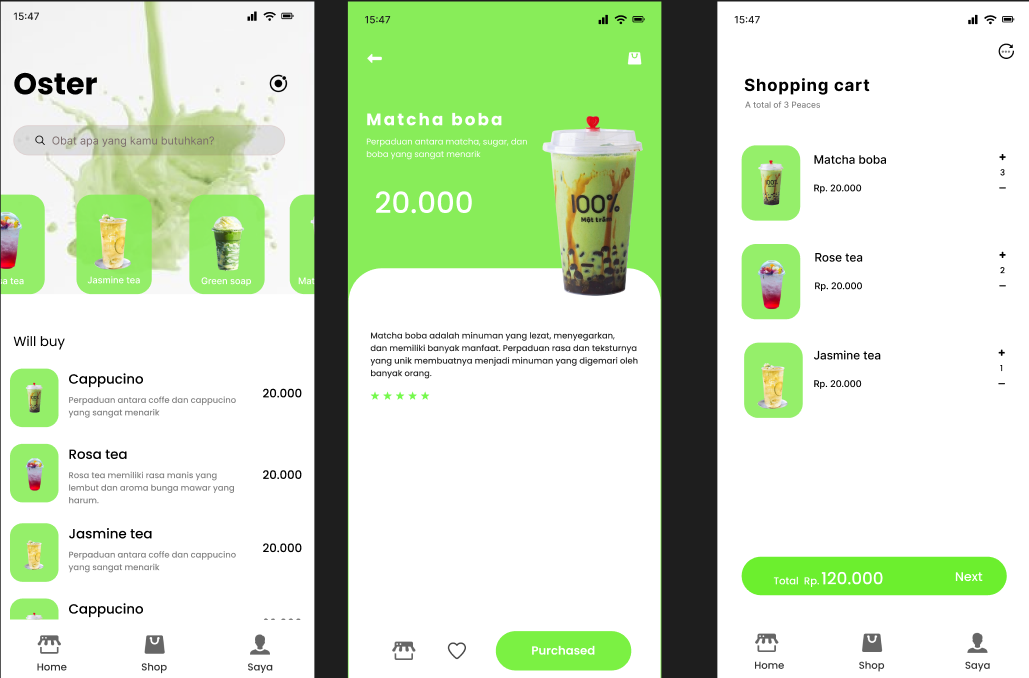 15:47
Oster
Obat apa yang kamu butuhkan?
a tea
Jasmine tea
Green soap
Mat
Will buy
Cappucino
Perpaduan antara coffe dan cappucino
yang sangat menarik
20.000
Rosa tea
Rosa tea memiliki rasa manis yang
lembut dan aroma bunga mawar yang
harum.
20.000
Jasmine tea
Perpaduan antara coffe dan cappucino
yang sangat menarik
20.000
Cappucino
Home
Shop
Saya
15:47
Matcha boba
Perpaduan antara matcha, sugar, dan
boba yang songat menarik
20.000
100%
Một trăm
Matcha boba adalah minuman yang lezat, menyegarkan,
dan memiliki banyak manfaat. Perpaduan rasa dan teksturnya
yang unik membuatnya menjadi minuman yang digemari oleh
banyak orang.
Purchased
15:47
Shopping cart
A total of 3 Peaces
Matcha boba
Rp. 20.000
+
3
–
100%
Rose tea
Rp. 20.000
+
2
–
Jasmine tea
Rp. 20.000
+
1
–
Total Rp. 120.000
Next
Home
Shop
Saya